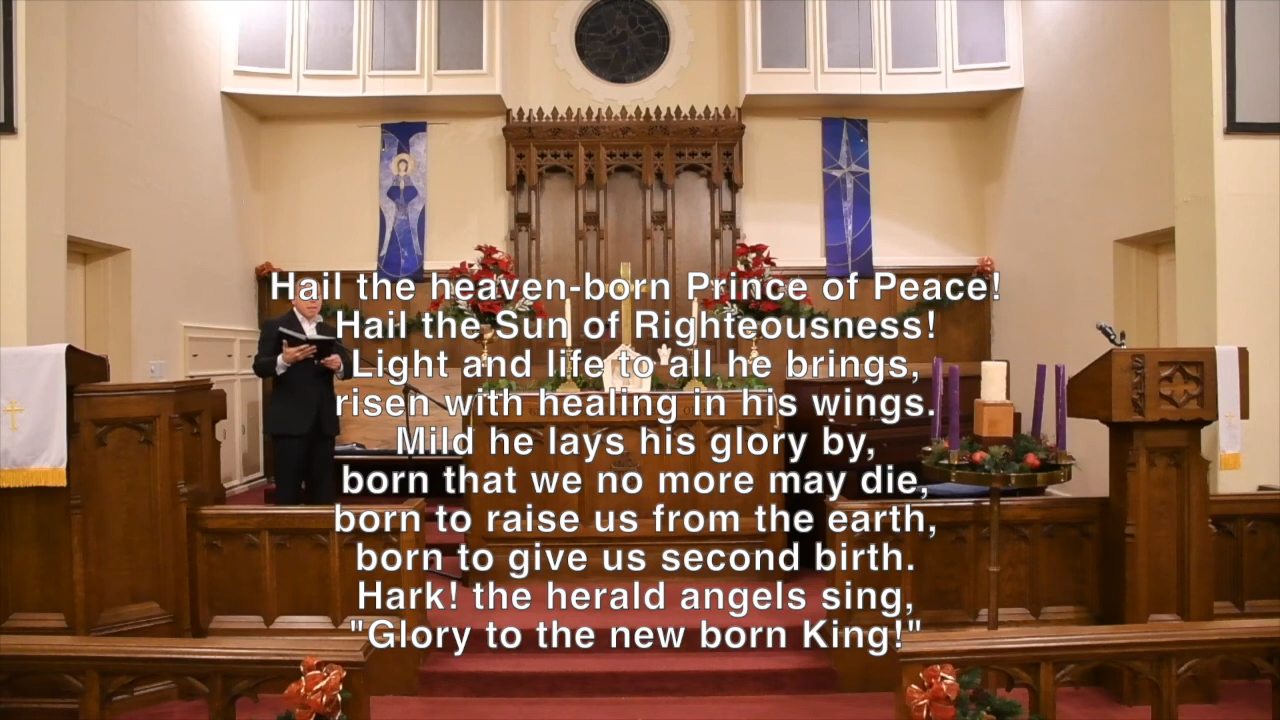 Hail the heaven-born Prince of Peace!
Hail the Sun of Righteousness!
Light and life to all he brings,
risen with healing in his wings.
Mild he lays his glory by,
born that we no more may die,
born to raise us from the earth,
born to give us second birth.
Hark! the herald angels sing,
"Glory to the new born King!"